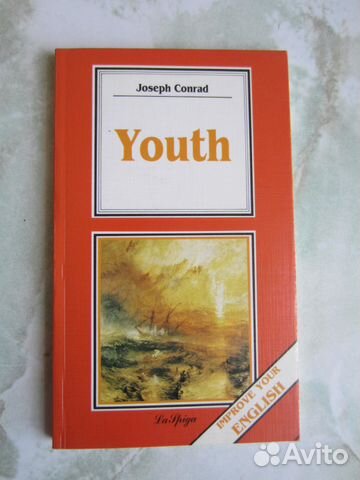 Joseph Conrad
Youth
La Spiga
IMPROVE YOUR
ENGLISH
Avito